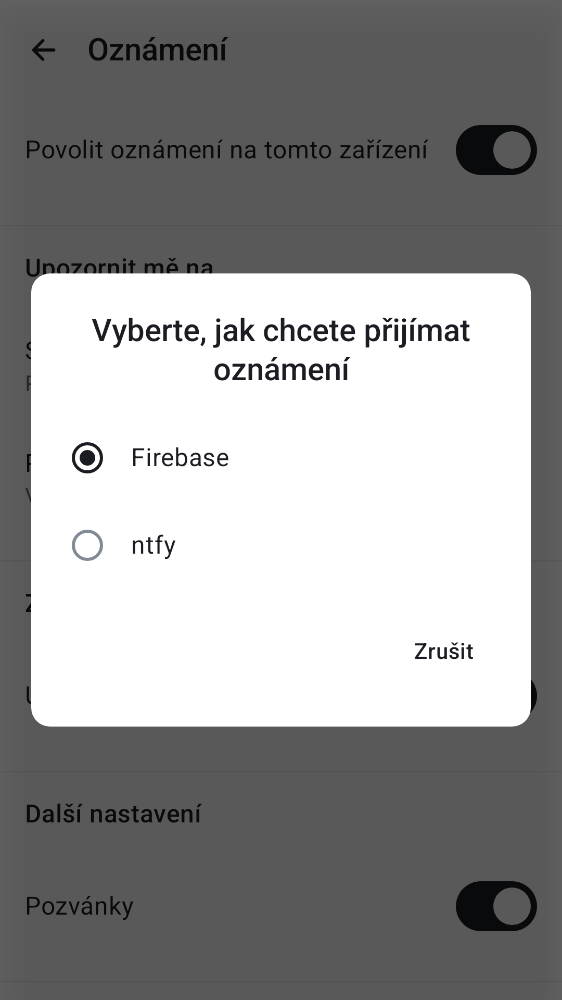 Oznámení
Povolit oznámení na tomto zařízení
Upozornit mě na
Vyberte, jak chcete přijímat
oznámení
Firebase
ntfy
Zrušit
Další nastavení
Pozvánky